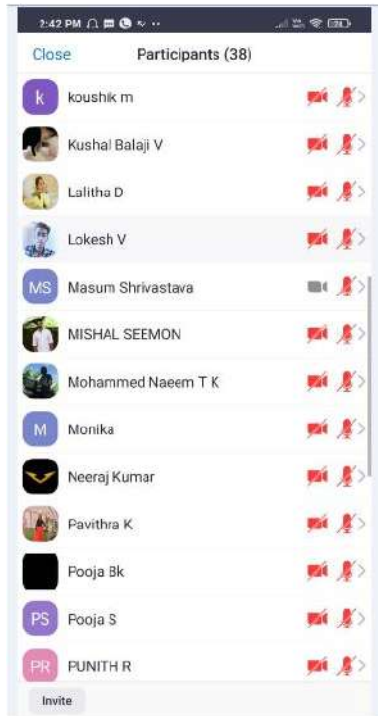 2:42 PM
Close Participants (38)
k koushik m
Kushal Balaji V
Lalitha D
Lokesh V
MS Masum Shrivastava
MISHAL SEEMON
Mohammed Naeem T K
M Monika
Neeraj Kumar
Pavithra K
Pooja Bk
PS Pooja S
PR PUNITH R
Invite